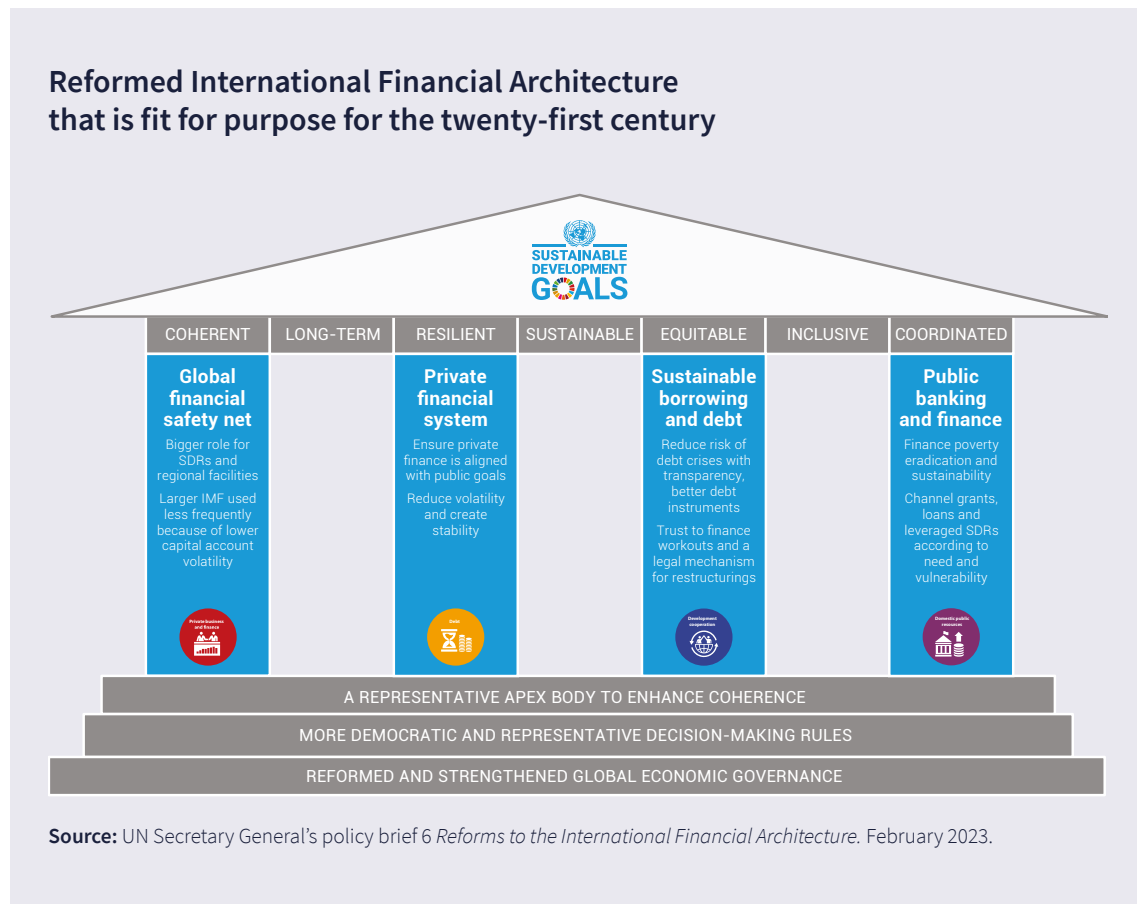 Reformed International Financial Architecture
that is fit for purpose for the twenty-first century
SUSTAINABLE
DEVELOPMENT
GOALS
COHERENT
LONG-TERM
RESILIENT
SUSTAINABLE
EQUITABLE
INCLUSIVE
COORDINATED
Global
financial
safety net
Bigger role for
SDRs and
regional facilities
Larger IMF used
less frequently
because of lower
capital account
volatility
Private business
and finance
Private
financial
system
Ensure private
finance is aligned
with public goals
Reduce volatility
and create
stability
Debt
Sustainable
borrowing
and debt
Reduce risk of
debt crises with
transparency,
better debt
instruments
Trust to finance
workouts and a
legal mechanism
for restructurings
Development
cooperation
Public
banking
and finance
Finance poverty
eradication and
sustainability
Channel grants,
loans and
leveraged SDRs
according to
need and
vulnerability
Domestic public
resources
A REPRESENTATIVE APEX BODY TO ENHANCE COHERENCE
MORE DEMOCRATIC AND REPRESENTATIVE DECISION-MAKING RULES
REFORMED AND STRENGTHENED GLOBAL ECONOMIC GOVERNANCE
Source: UN Secretary General's policy brief 6 Reforms to the International Financial Architecture. February 2023.